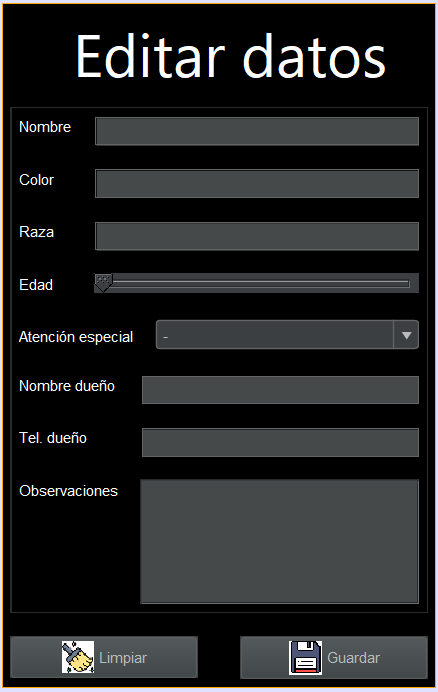 Editar datos
Nombre
Color
Raza
Edad
Atención especial
-
Nombre dueño
Tel. dueño
Observaciones
Limpiar
Guardar